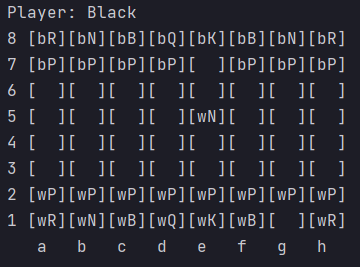 Player: Black
8 [bR][bN][bB][bQ][bK][bB][bN][bR]
7 [bP][bP][bP][bP][  ][bP][bP][bP]
6 [  ][  ][  ][  ][  ][  ][  ][  ]
5 [  ][  ][  ][  ][wN][  ][  ][  ]
4 [  ][  ][  ][  ][  ][  ][  ][  ]
3 [  ][  ][  ][  ][  ][  ][  ][  ]
2 [wP][wP][wP][wP][wP][wP][wP][wP]
1 [wR][wN][wB][wQ][wK][wB][  ][wR]
a b c d e f g h